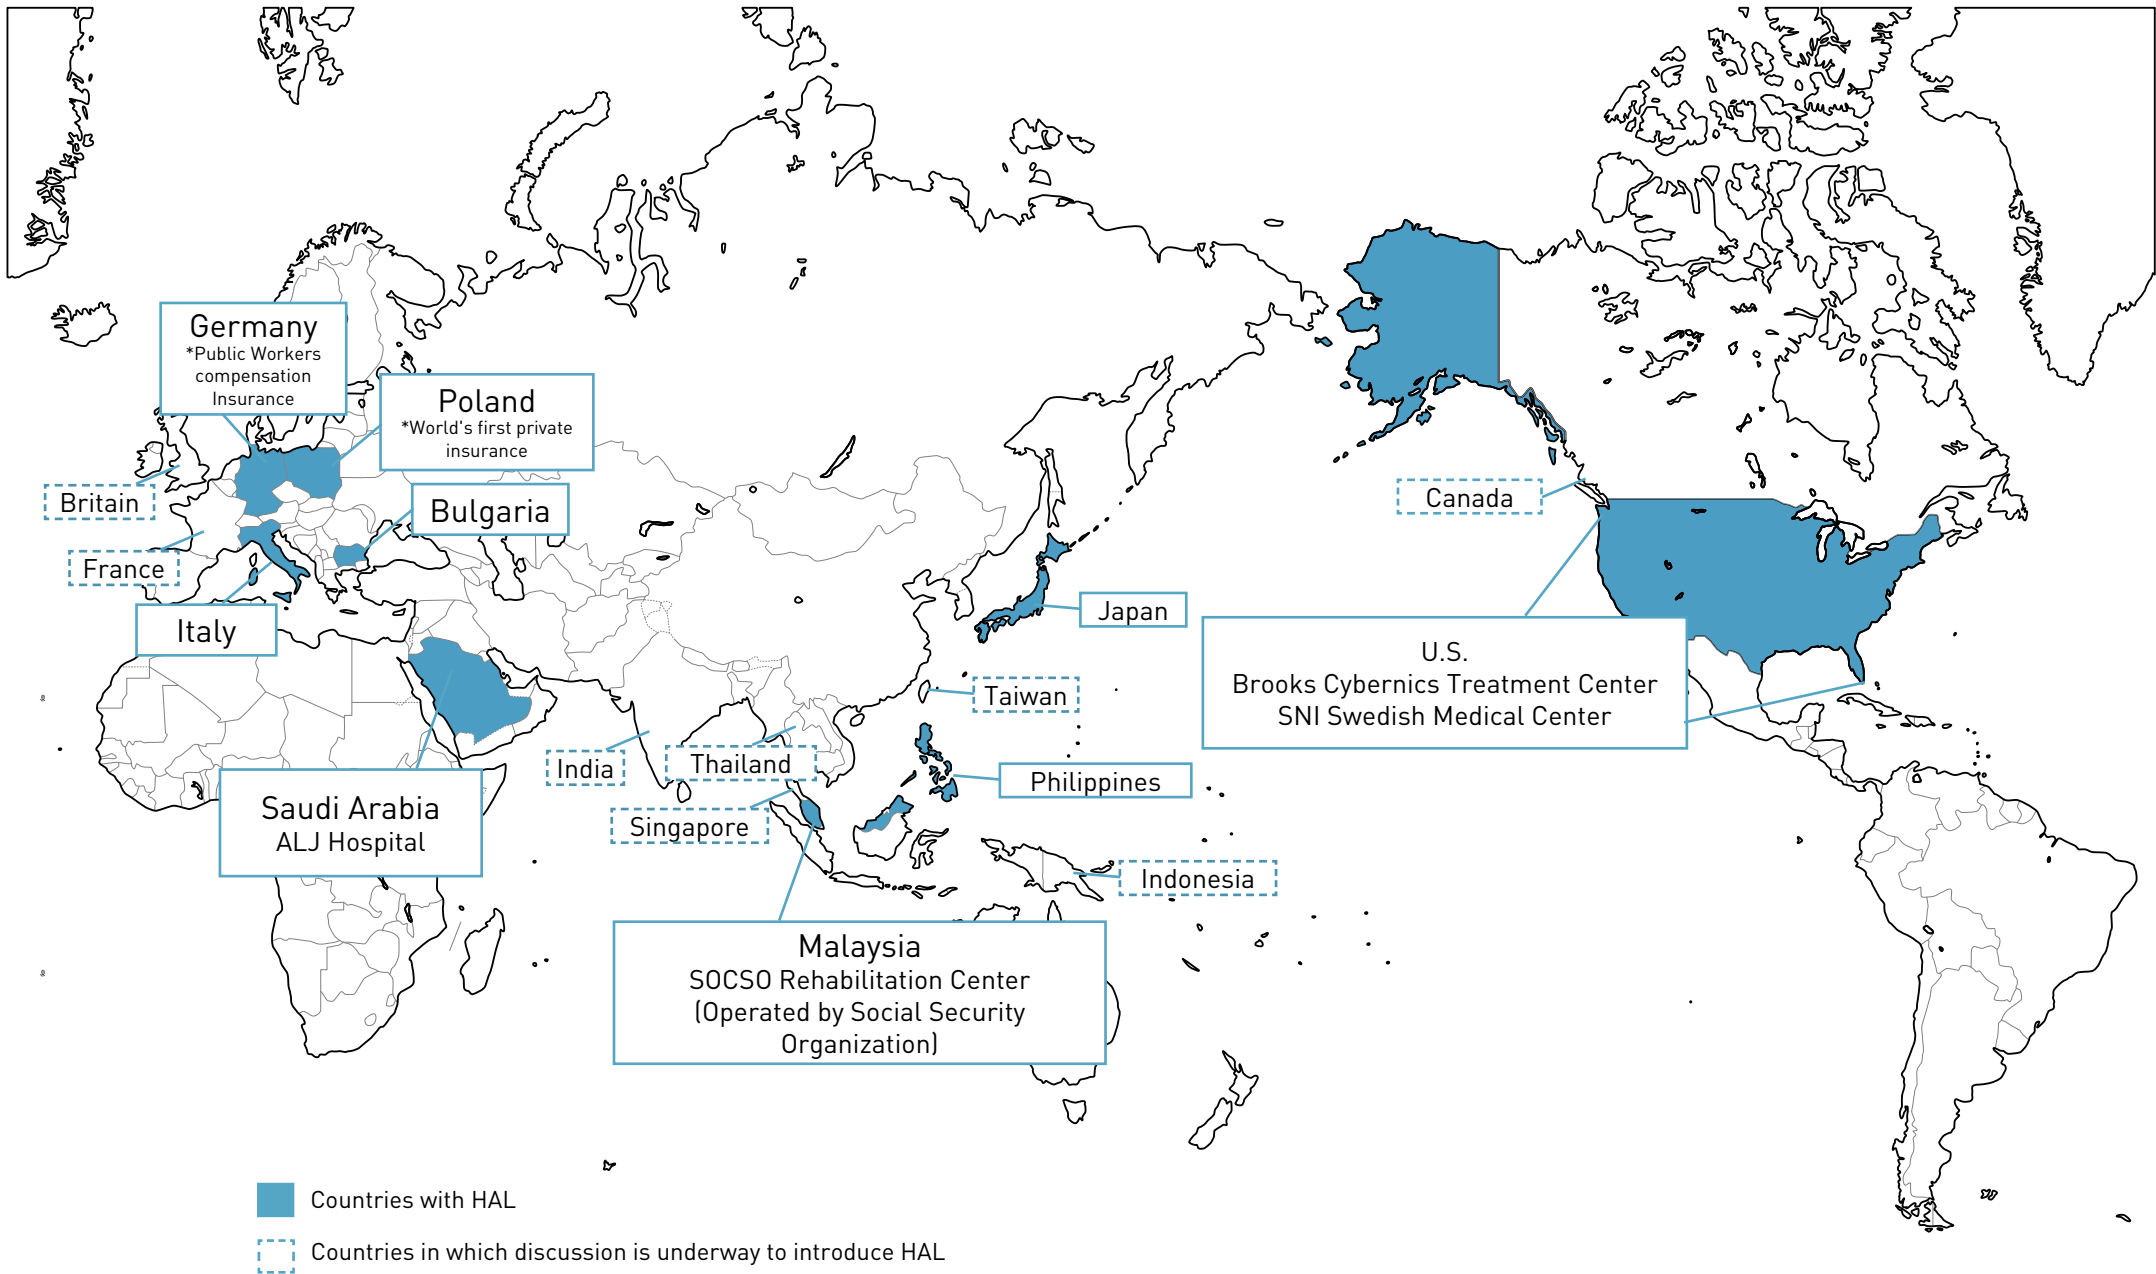 Germany
*Public Workers
compensation
Insurance
Poland
*World's first private
insurance
Britain
Bulgaria
Canada
France
Italy
Japan
U.S.
Brooks Cybernics Treatment Center
SNI Swedish Medical Center
Taiwan
India
Thailand
Philippines
Saudi Arabia
ALJ Hospital
Singapore
Indonesia
Malaysia
SOCSO Rehabilitation Center
(Operated by Social Security
Organization)
Countries with HAL
Countries in which discussion is underway to introduce HAL